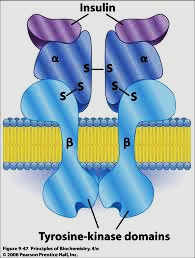 Insulin
α
α
S
S
S
S
S
S
β
β
Tyrosine-kinase domains
Figure 9-47 Principles of Biochemistry, 4/e
© 2006 Pearson Prentice Hall, Inc.